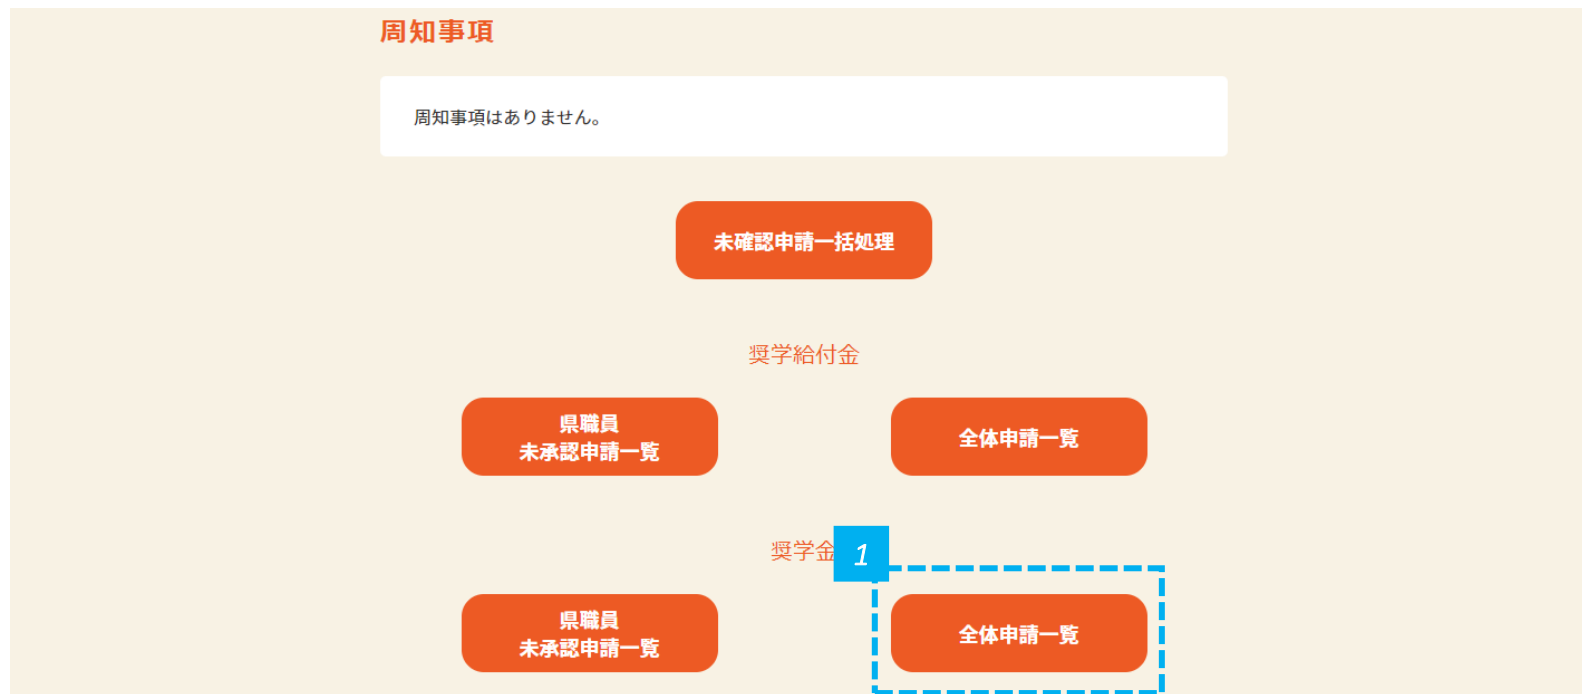 周知事項
周知事項はありません。
未確認申請一括処理
奨学給付金
県職員
未承認申請一覧
全体申請一覧
奨学金
1
県職員
未承認申請一覧
全体申請一覧